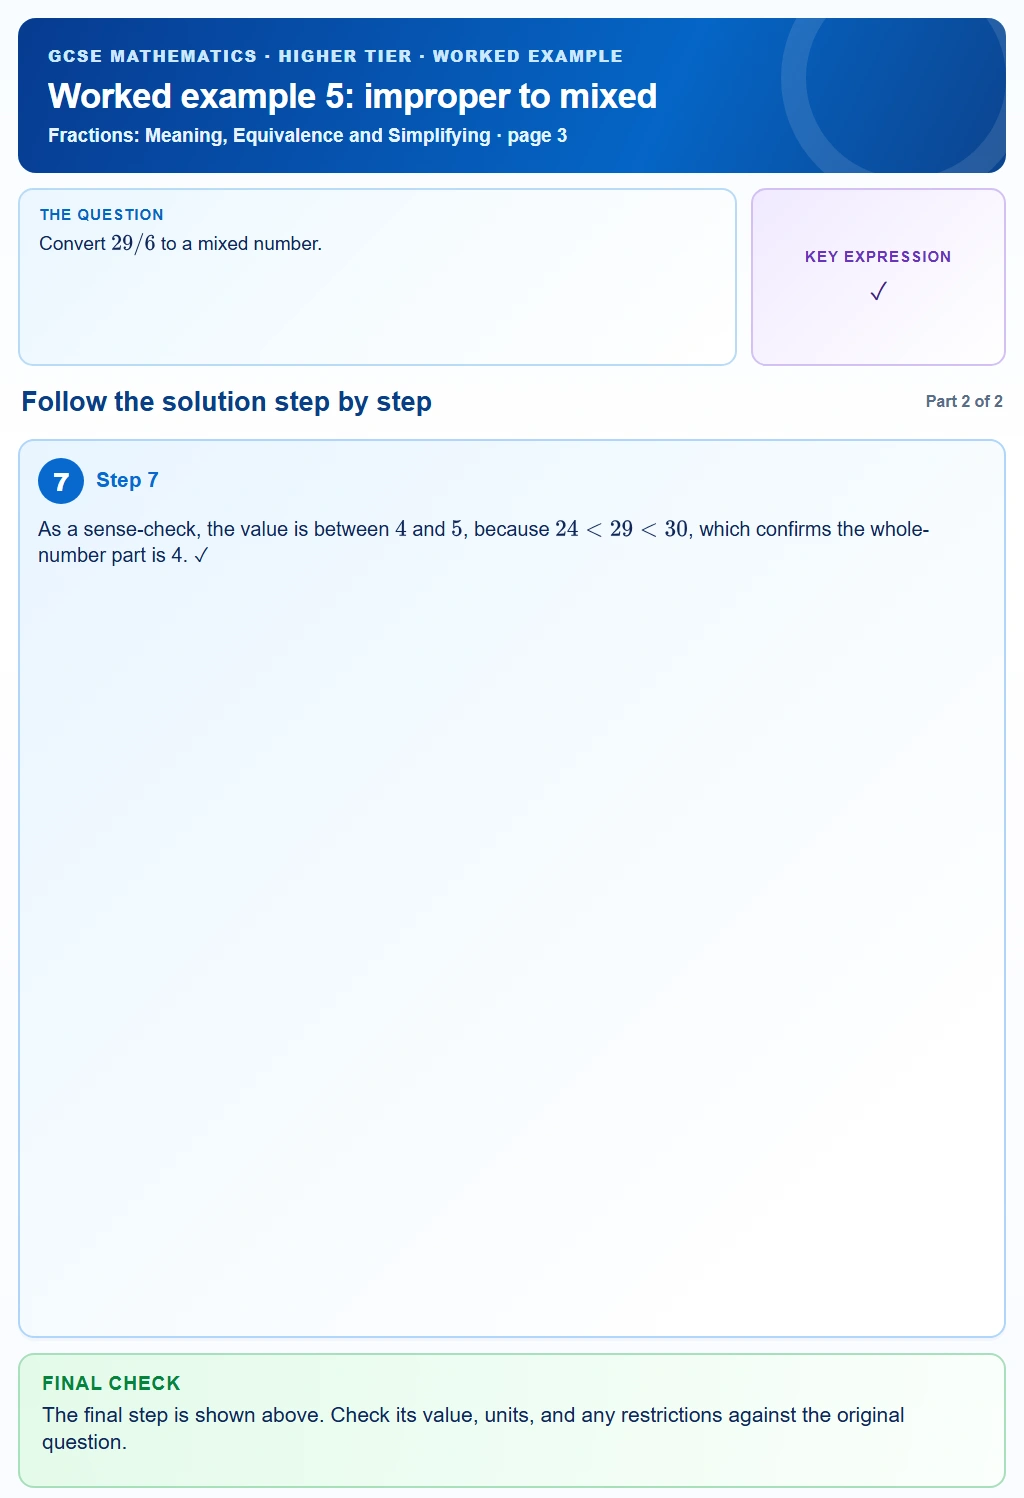 GCSE MATHEMATICS · HIGHER TIER · WORKED EXAMPLE
Worked example 5: improper to mixed
Fractions: Meaning, Equivalence and Simplifying · page 3
THE QUESTION
Convert 29/6 to a mixed number.
KEY EXPRESSION
✓
Follow the solution step by step
Part 2 of 2
7 Step 7
As a sense-check, the value is between 4 and 5, because 24 < 29 < 30, which confirms the whole-
number part is 4. ✓
FINAL CHECK
The final step is shown above. Check its value, units, and any restrictions against the original
question.